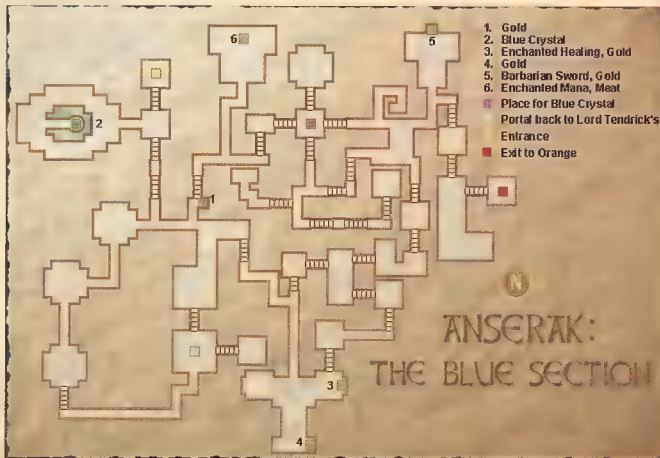 1. Gold
2. Blue Crystal
3. Enchanted Healing, Gold
4. Gold
5. Barbarian Sword, Gold
6. Enchanted Mana, Meat
Place for Blue Crystal
Portal back to Lord Tendrick's
Entrance
Exit to Orange
6
5
2
1
N
ANSERAK:
THE BLUE SECTION
3
4